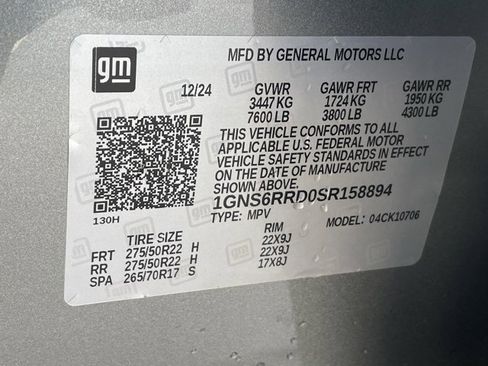 gm
MFD BY GENERAL MOTORS LLC
12/24 GVWR GAWR FRT GAWR RR
3447 KG 1724 KG 1950 KG
7600 LB 3800 LB 4300 LB
THIS VEHICLE CONFORMS TO ALL
APPLICABLE U.S. FEDERAL MOTOR
VEHICLE SAFETY STANDARDS IN EFFECT
ON THE DATE OF MANUFACTURE
1GNS6RRD0SR158894
TYPE: MPV MODEL: 04CK10706
130H
TIRE SIZE RIM
FRT 275/50R22 H 22X9J
RR 275/50R22 H 22X9J
SPA 265/70R17 S 17X8J